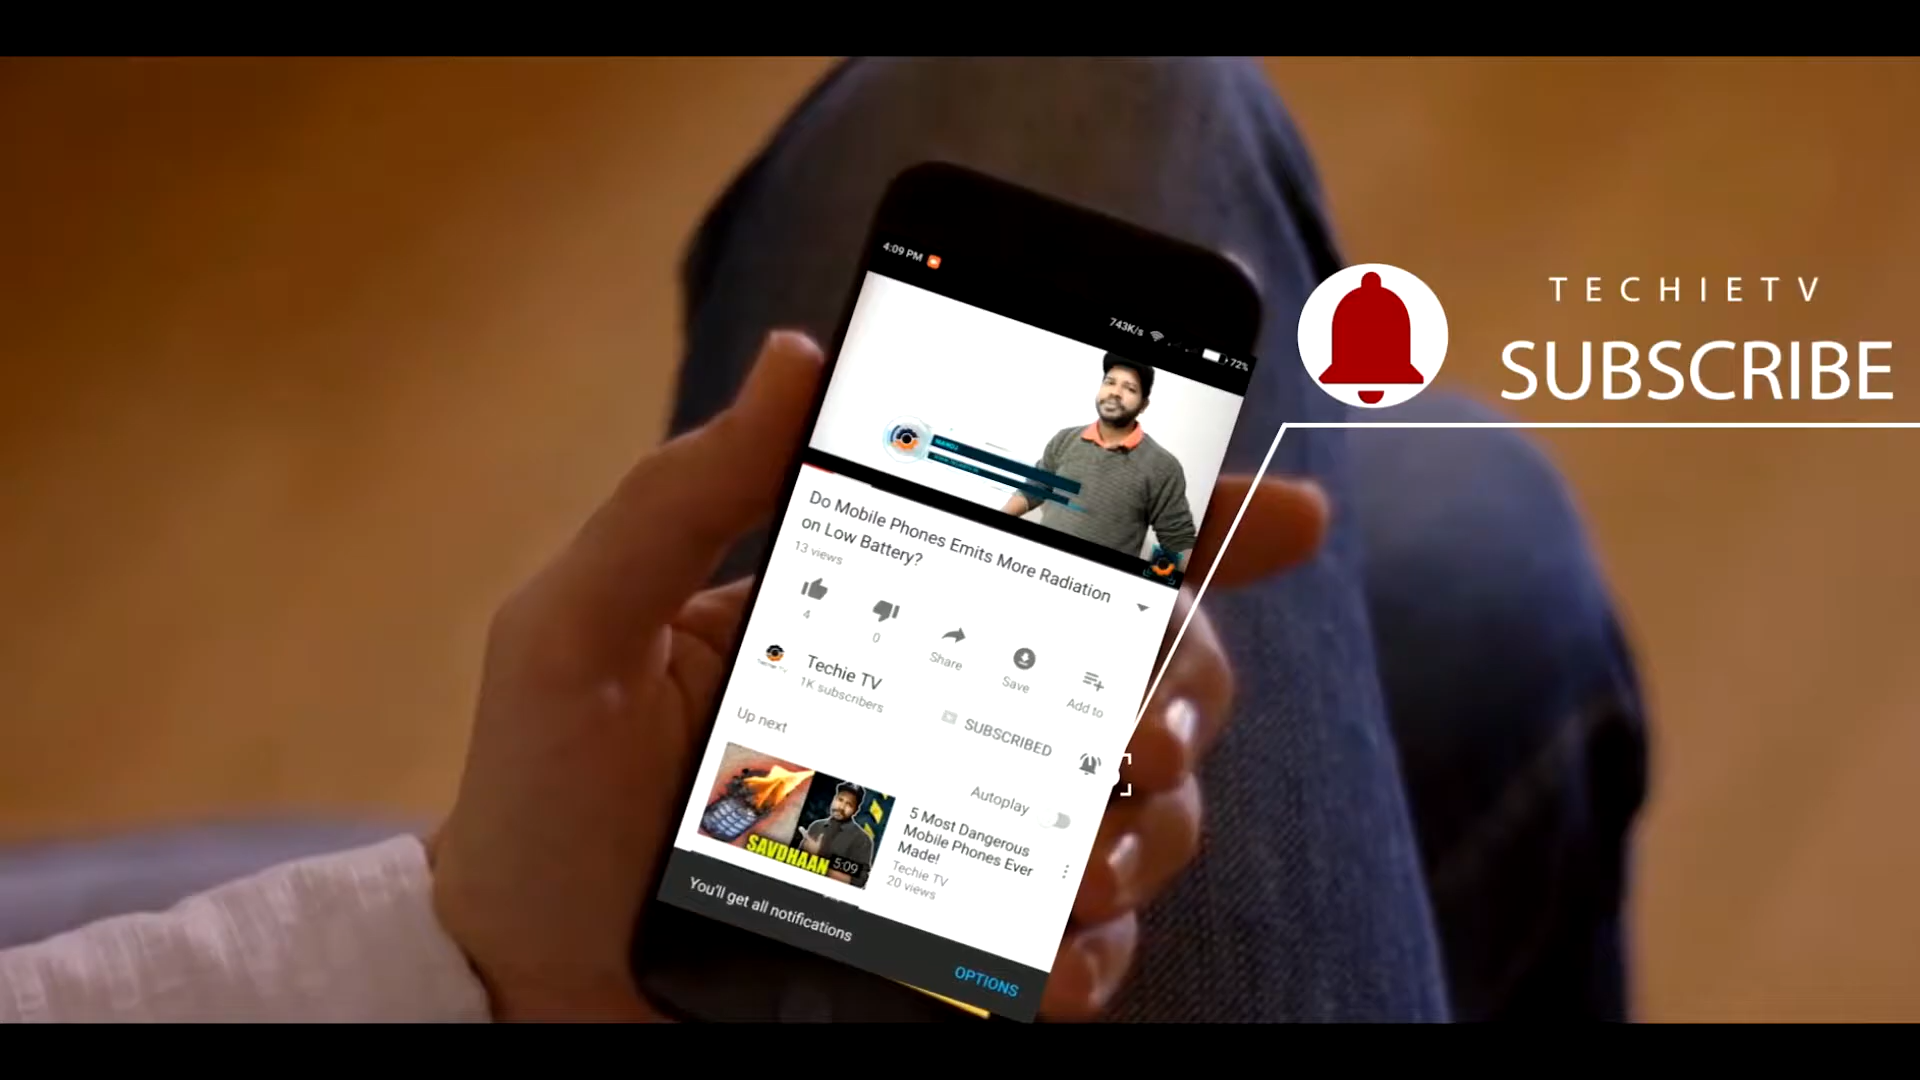 4:09 PM
743K/s
72%
TECHIETV
SUBSCRIBE
Do Mobile Phones Emits More Radiation
on Low Battery?
13 views
4
0
Share
Save
Add to
Techie TV
1K subscribers
SUBSCRIBED
Up next
Autoplay
SAVDHAAN
5:09
5 Most Dangerous
Mobile Phones Ever
Made!
Techie TV
20 views
You'll get all notifications
OPTIONS